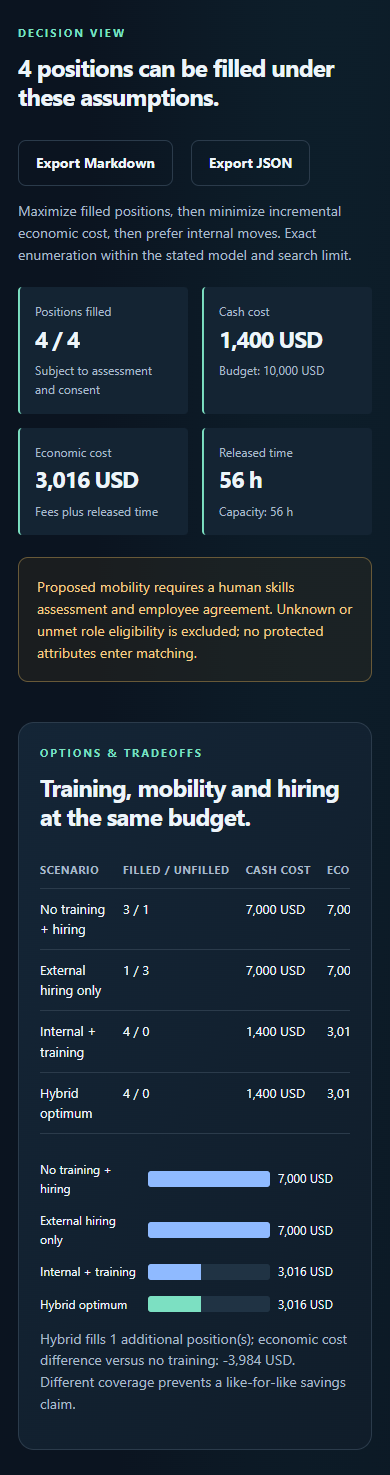 DECISION VIEW
4 positions can be filled under
these assumptions.
Export Markdown
Export JSON
Maximize filled positions, then minimize incremental
economic cost, then prefer internal moves. Exact
enumeration within the stated model and search limit.
Positions filled
4 / 4
Subject to assessment
and consent
Cash cost
1,400 USD
Budget: 10,000 USD
Economic cost
3,016 USD
Fees plus released time
Released time
56 h
Capacity: 56 h
Proposed mobility requires a human skills
assessment and employee agreement. Unknown or
unmet role eligibility is excluded; no protected
attributes enter matching.
OPTIONS & TRADEOFFS
Training, mobility and hiring
at the same budget.
SCENARIO FILLED / UNFILLED CASH COST ECO
No training
+ hiring
3 / 1 7,000 USD 7,00
External
hiring only
1 / 3 7,000 USD 7,00
Internal +
training
4 / 0 1,400 USD 3,01
Hybrid
optimum
4 / 0 1,400 USD 3,01
No training +
hiring
7,000 USD
External hiring
only
7,000 USD
Internal + training 3,016 USD
Hybrid optimum 3,016 USD
Hybrid fills 1 additional position(s); economic cost
difference versus no training: -3,984 USD.
Different coverage prevents a like-for-like savings
claim.